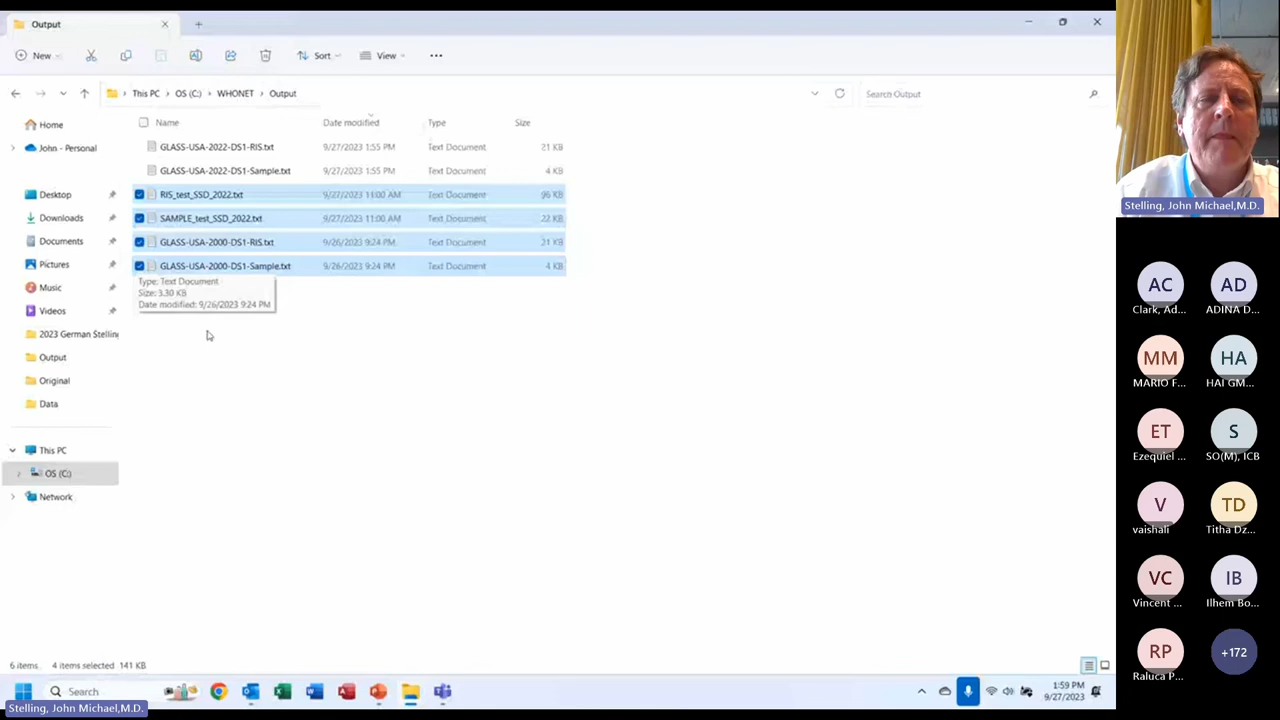 Output
New
Sort
View
This PC
OS (C:)
WHONET
Output
Search Output
Name
Date modified
Type
Size
GLASS-USA-2022-DS1-RIS.txt 9/27/2023 1:55 PM Text Document 21 KB
GLASS-USA-2022-DS1-Sample.txt 9/27/2023 1:55 PM Text Document 4 KB
RIS_test_SSD_2022.txt 9/27/2023 11:00 AM Text Document 96 KB
SAMPLE_test_SSD_2022.txt 9/27/2023 11:00 AM Text Document 22 KB
GLASS-USA-2000-DS1-RIS.txt 9/26/2023 9:24 PM Text Document 21 KB
GLASS-USA-2000-DS1-Sample.txt 9/26/2023 9:24 PM Text Document 4 KB
Type: Text Document
Size: 3.30 KB
Date modified: 9/26/2023 9:24 PM
Home
John - Personal
Desktop
Downloads
Documents
Pictures
Music
Videos
2023 German Stelling
Output
Original
Data
This PC
OS (C:)
Network
6 items 4 items selected 141 KB
Search
1:59 PM
9/27/2023
Stelling, John Michael,M.D.
Stelling, John Michael,M.D.
AC
Clark, Ad...
AD
ADINA D...
MM
MARIO F...
HA
HAI GM...
ET
Ezequiel ...
S
SO(M), ICB
V
vaishali
TD
Titha Dz...
VC
Vincent ...
IB
Ilhem Bo...
RP
Raluca P...
+172